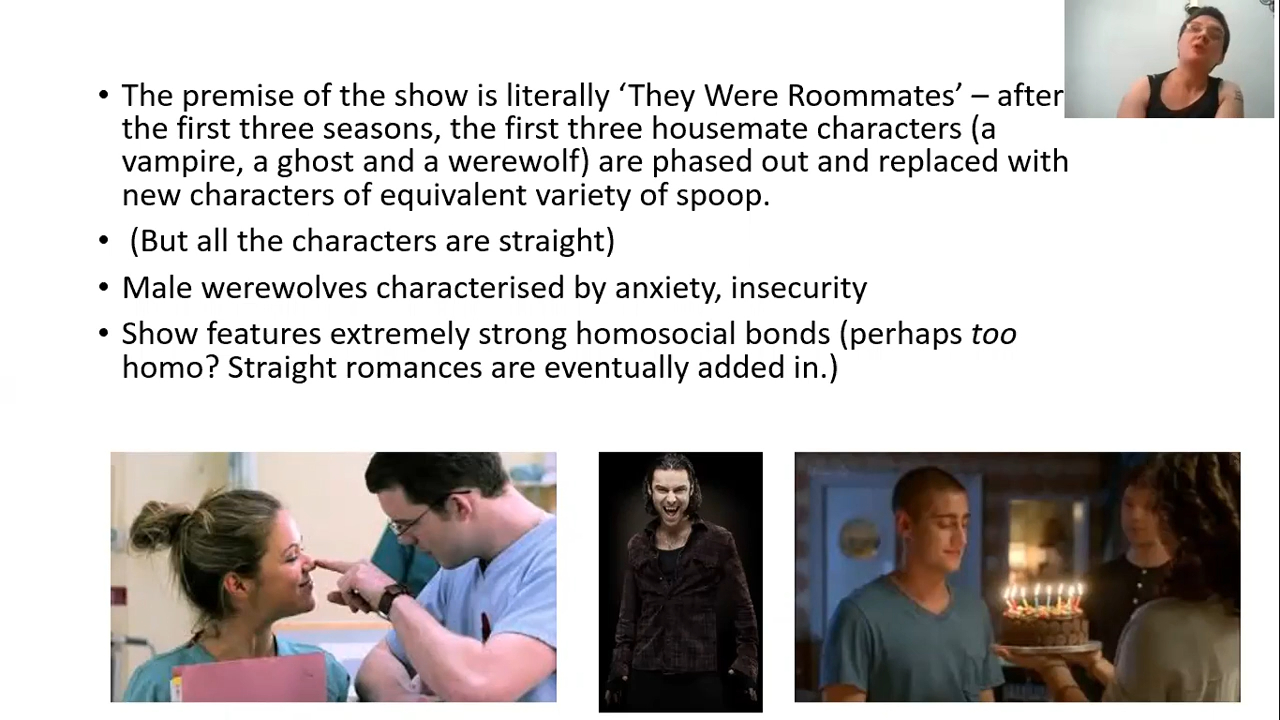 • The premise of the show is literally ‘They Were Roommates’ – after
the first three seasons, the first three housemate characters (a
vampire, a ghost and a werewolf) are phased out and replaced with
new characters of equivalent variety of spoop.
• (But all the characters are straight)
• Male werewolves characterised by anxiety, insecurity
• Show features extremely strong homosocial bonds (perhaps too
homo? Straight romances are eventually added in.)